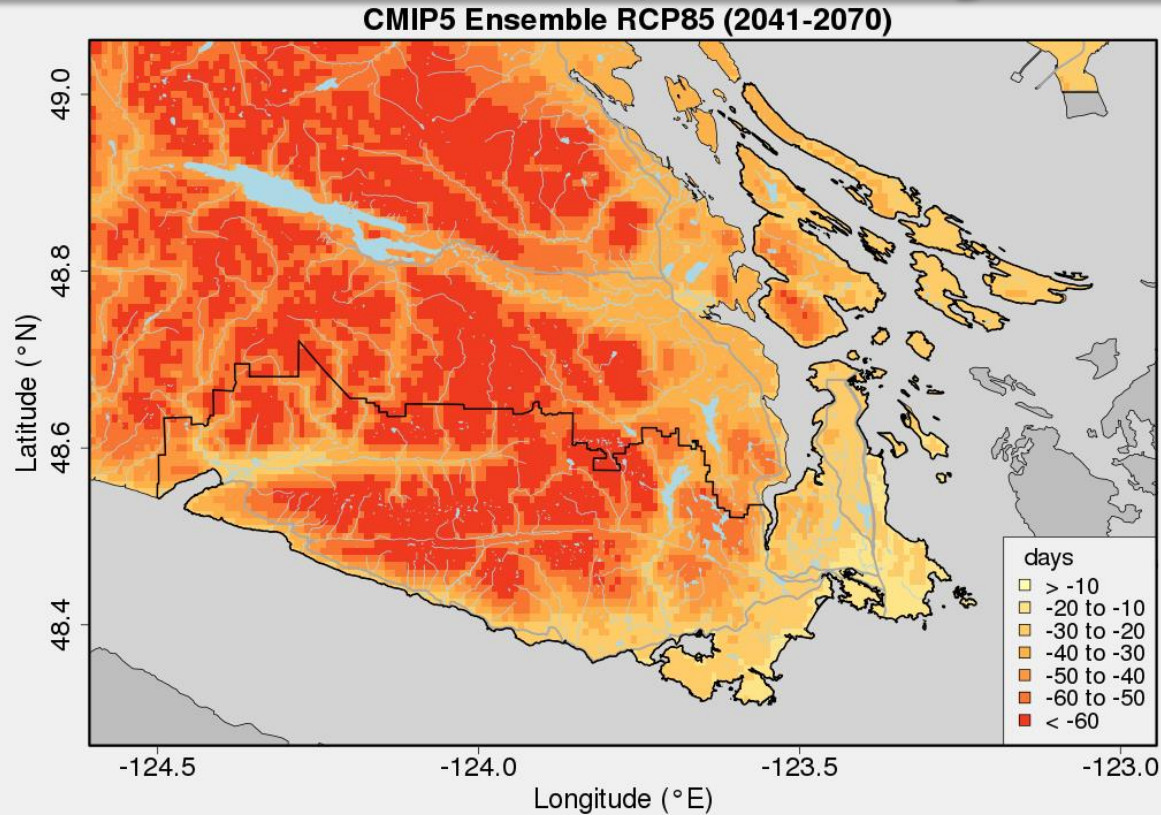 CMIP5 Ensemble RCP85 (2041-2070)
49.0
48.8
48.6
48.4
Latitude (°N)
days
> -10
-20 to -10
-30 to -20
-40 to -30
-50 to -40
-60 to -50
< -60
-124.5
-124.0
-123.5
-123.0
Longitude (°E)